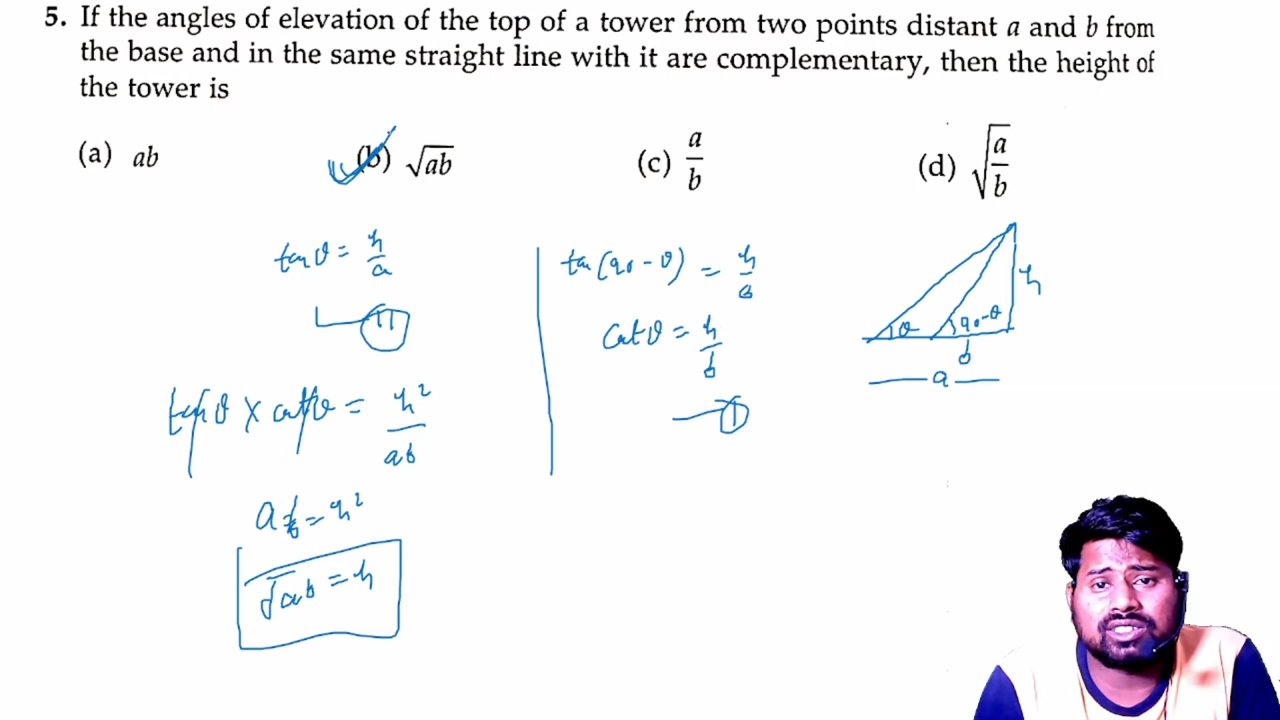 5. If the angles of elevation of the top of a tower from two points distant a and b from
the base and in the same straight line with it are complementary, then the height of
the tower is
(a) ab (b) √ab (c) a/b (d) √(a/b)
tan θ = h/a
tan (90 - θ) = h/b
cot θ = h/b
tan θ × cot θ = h²/ab
ab = h²
√ab = h
h
θ 90-θ
b
a